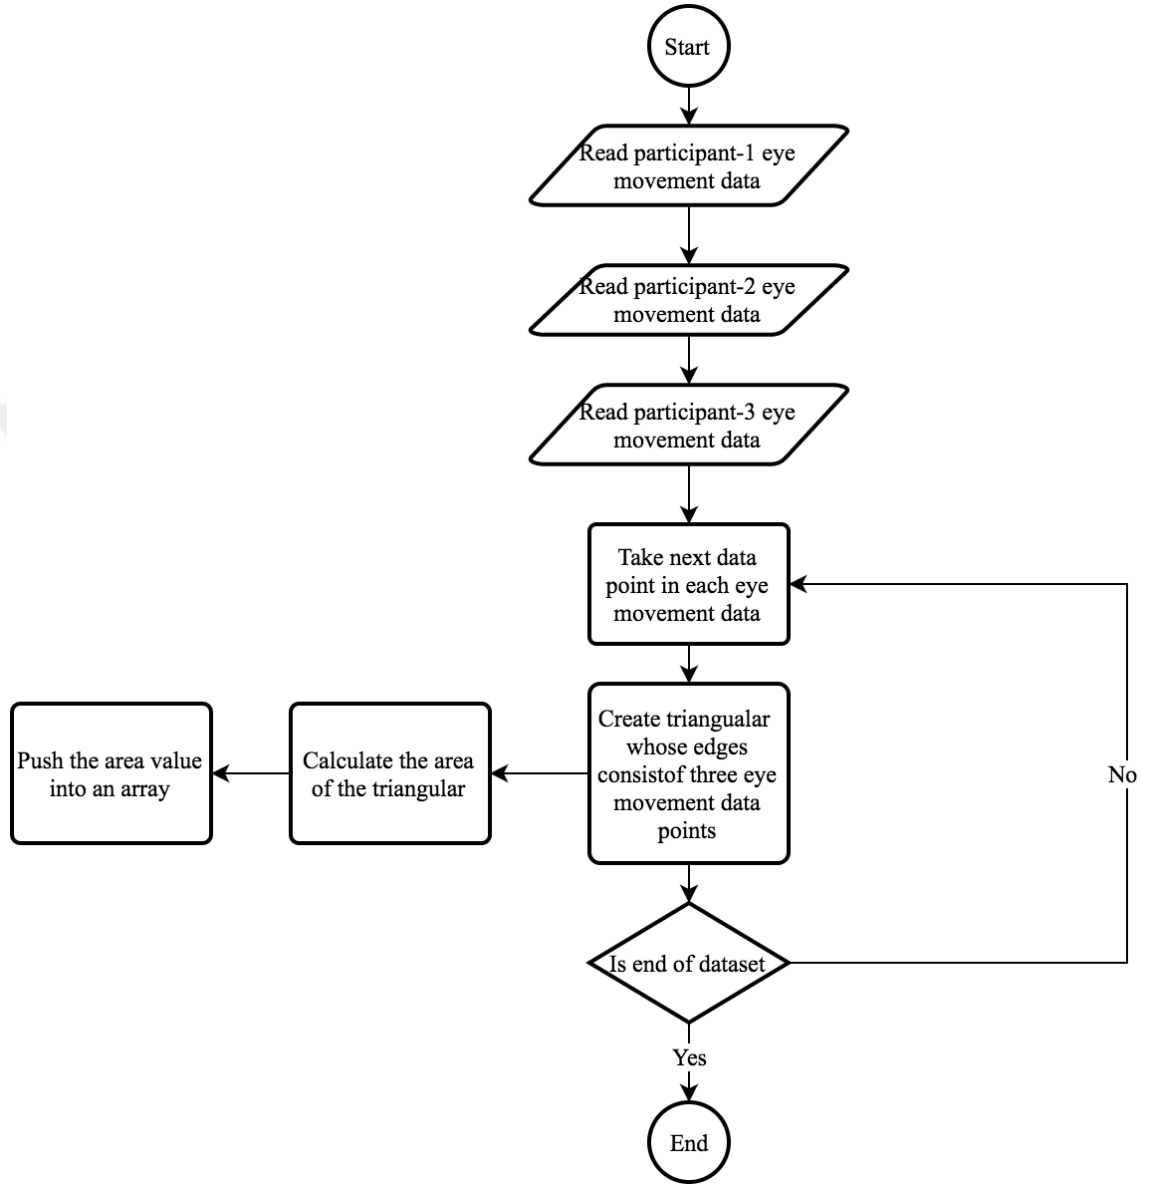 Start
Read participant-1 eye
movement data
Read participant-2 eye
movement data
Read participant-3 eye
movement data
Take next data
point in each eye
movement data
Create triangualar
whose edges
consistof three eye
movement data
points
Calculate the area
of the triangular
Push the area value
into an array
No
Is end of dataset
Yes
End